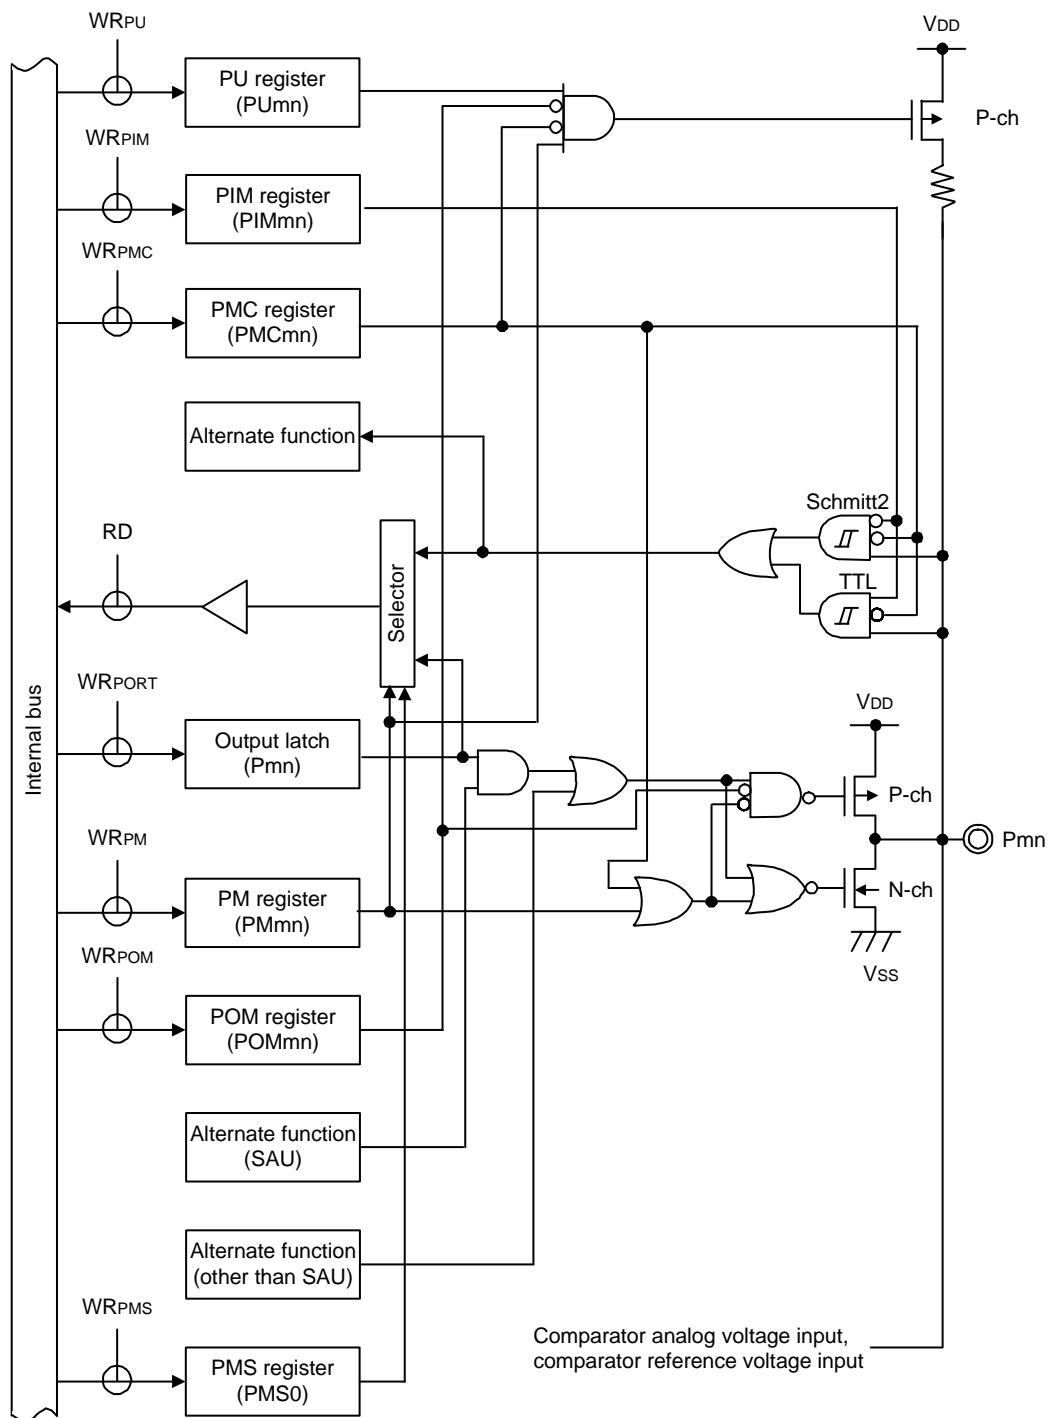 WRPU
VDD
PU register
(PUmn)
P-ch
WRPIM
PIM register
(PIMmn)
WRPMC
PMC register
(PMCmn)
Alternate function
Schmitt2
RD
TTL
Selector
Internal bus
WRPORT
VDD
Output latch
(Pmn)
P-ch
Pmn
WRPM
PM register
(PMmn)
N-ch
WRPOM
VSS
POM register
(POMmn)
Alternate function
(SAU)
Alternate function
(other than SAU)
WRPMS
Comparator analog voltage input,
comparator reference voltage input
PMS register
(PMS0)